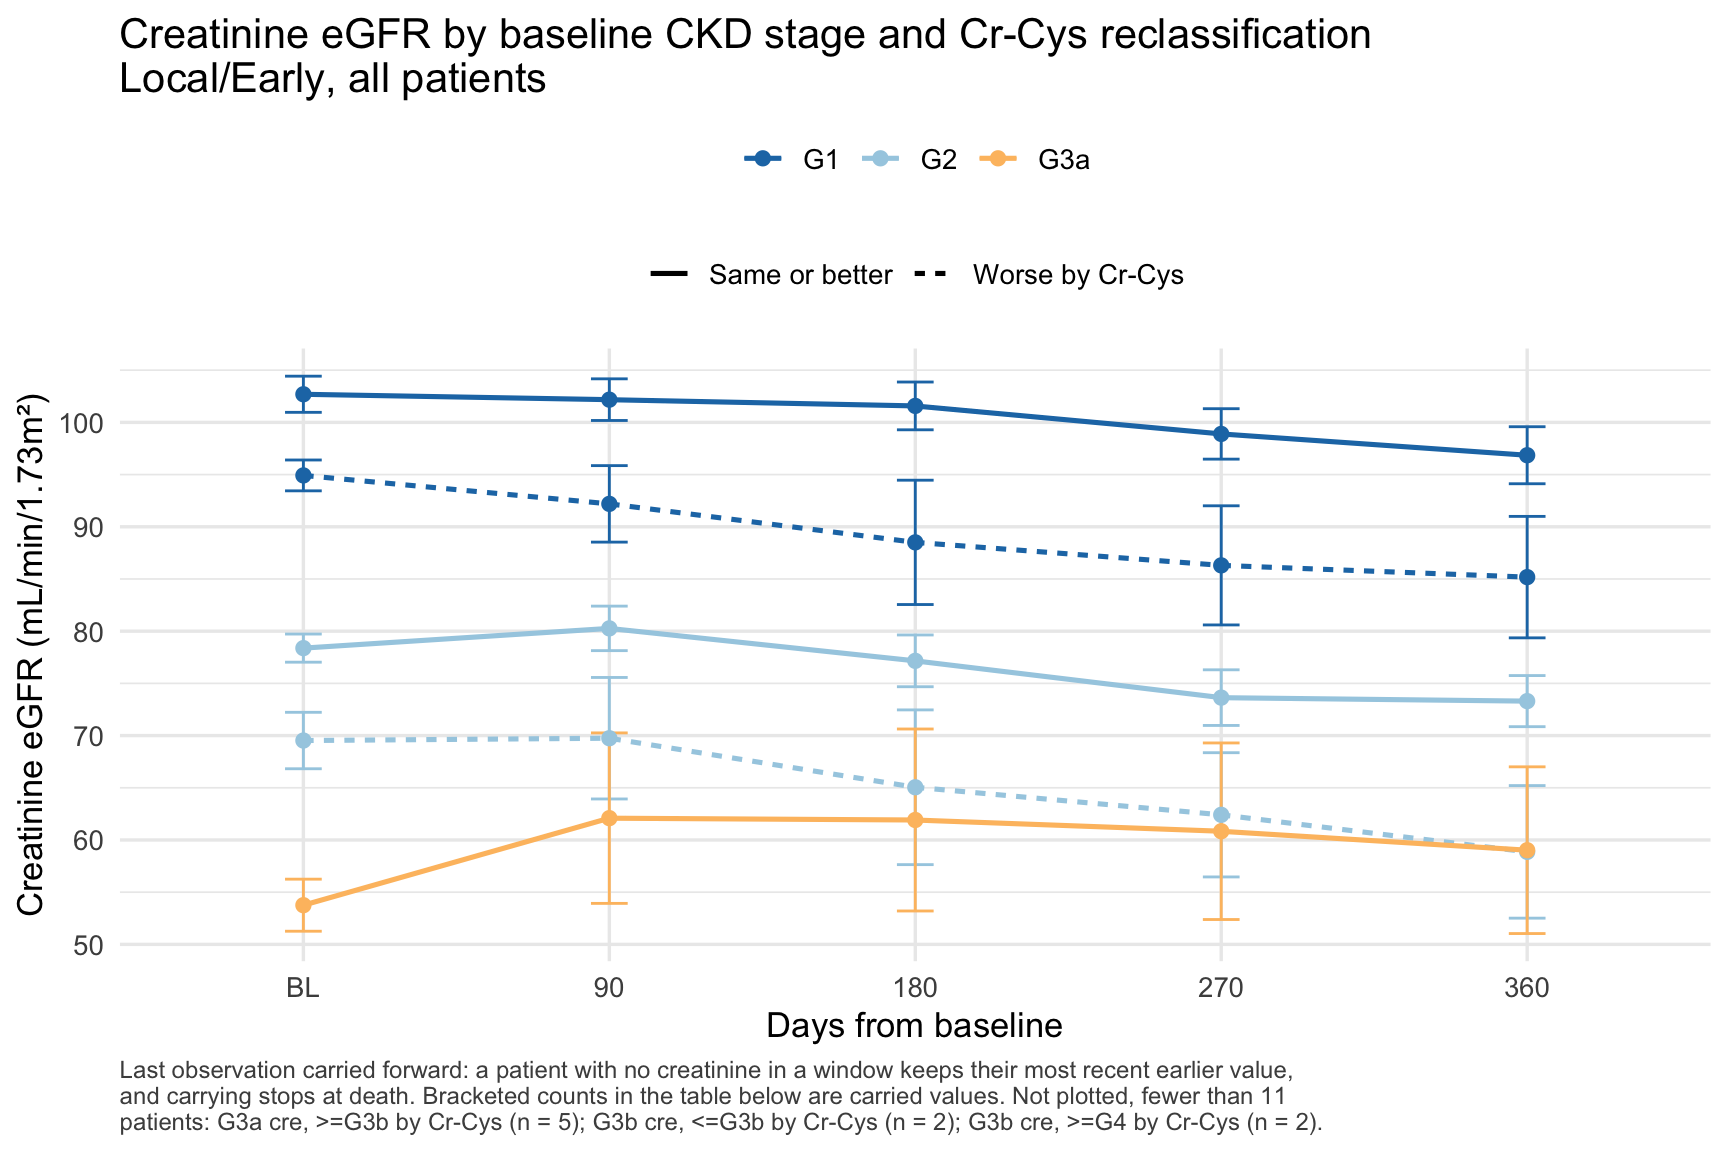 Creatinine eGFR by baseline CKD stage and Cr-Cys reclassification
Local/Early, all patients
G1 G2 G3a
Same or better Worse by Cr-Cys
Creatinine eGFR (mL/min/1.73m²)
100
90
80
70
60
50
BL 90 180 270 360
Days from baseline
Last observation carried forward: a patient with no creatinine in a window keeps their most recent earlier value,
and carrying stops at death. Bracketed counts in the table below are carried values. Not plotted, fewer than 11
patients: G3a cre, >=G3b by Cr-Cys (n = 5); G3b cre, <=G3b by Cr-Cys (n = 2); G3b cre, >=G4 by Cr-Cys (n = 2).